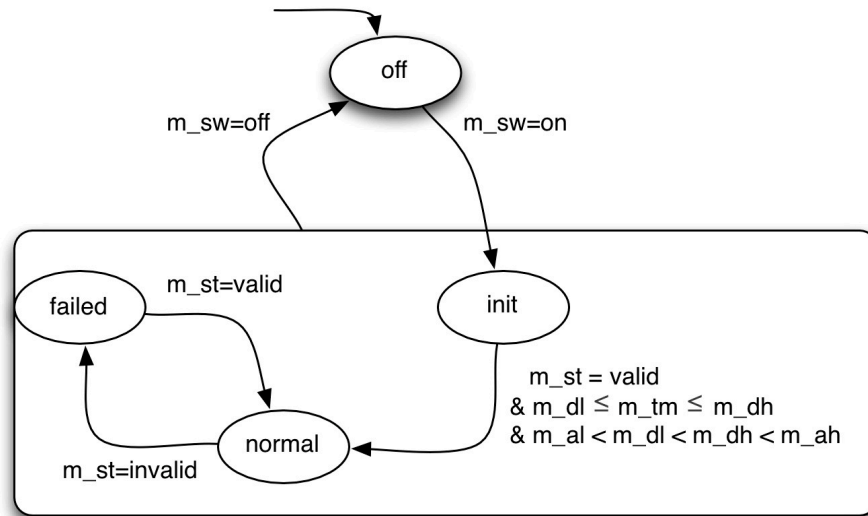 off
m_sw=off
m_sw=on
m_st=valid
failed
init
m_st = valid
& m_dl ≤ m_tm ≤ m_dh
& m_al < m_dl < m_dh < m_ah
normal
m_st=invalid